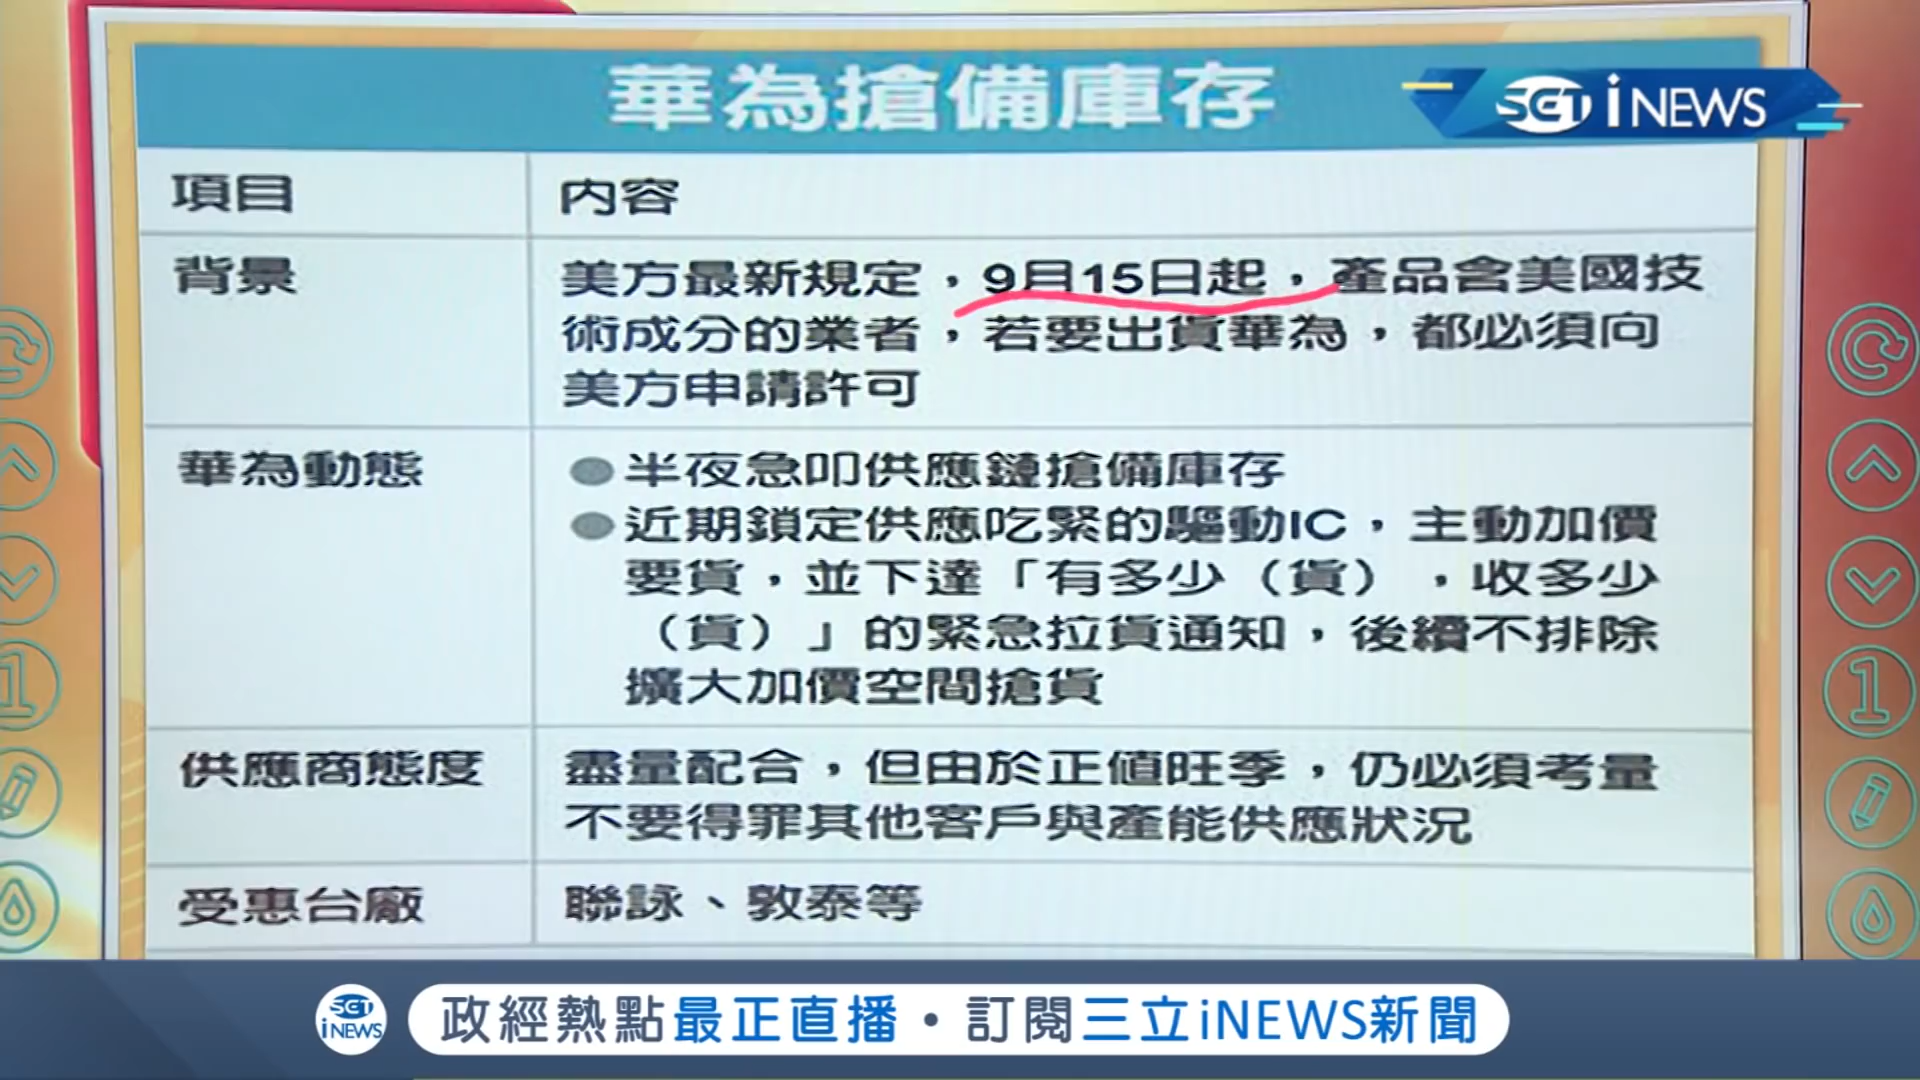 華為搶備庫存
SET iNEWS
項目
內容
背景
美方最新規定，9月15日起，產品含美國技
術成分的業者，若要出貨華為，都必須向
美方申請許可
華為動態
●半夜急叩供應鏈搶備庫存
●近期鎖定供應吃緊的驅動IC，主動加價
要貨，並下達「有多少（貨），收多少
（貨）」的緊急拉貨通知，後續不排除
擴大加價空間搶貨
供應商態度
盡量配合，但由於正值旺季，仍必須考量
不要得罪其他客戶與產能供應狀況
受惠台廠
聯詠、敦泰等
1
1
SET
iNEWS
政經熱點最正直播・訂閱三立iNEWS新聞